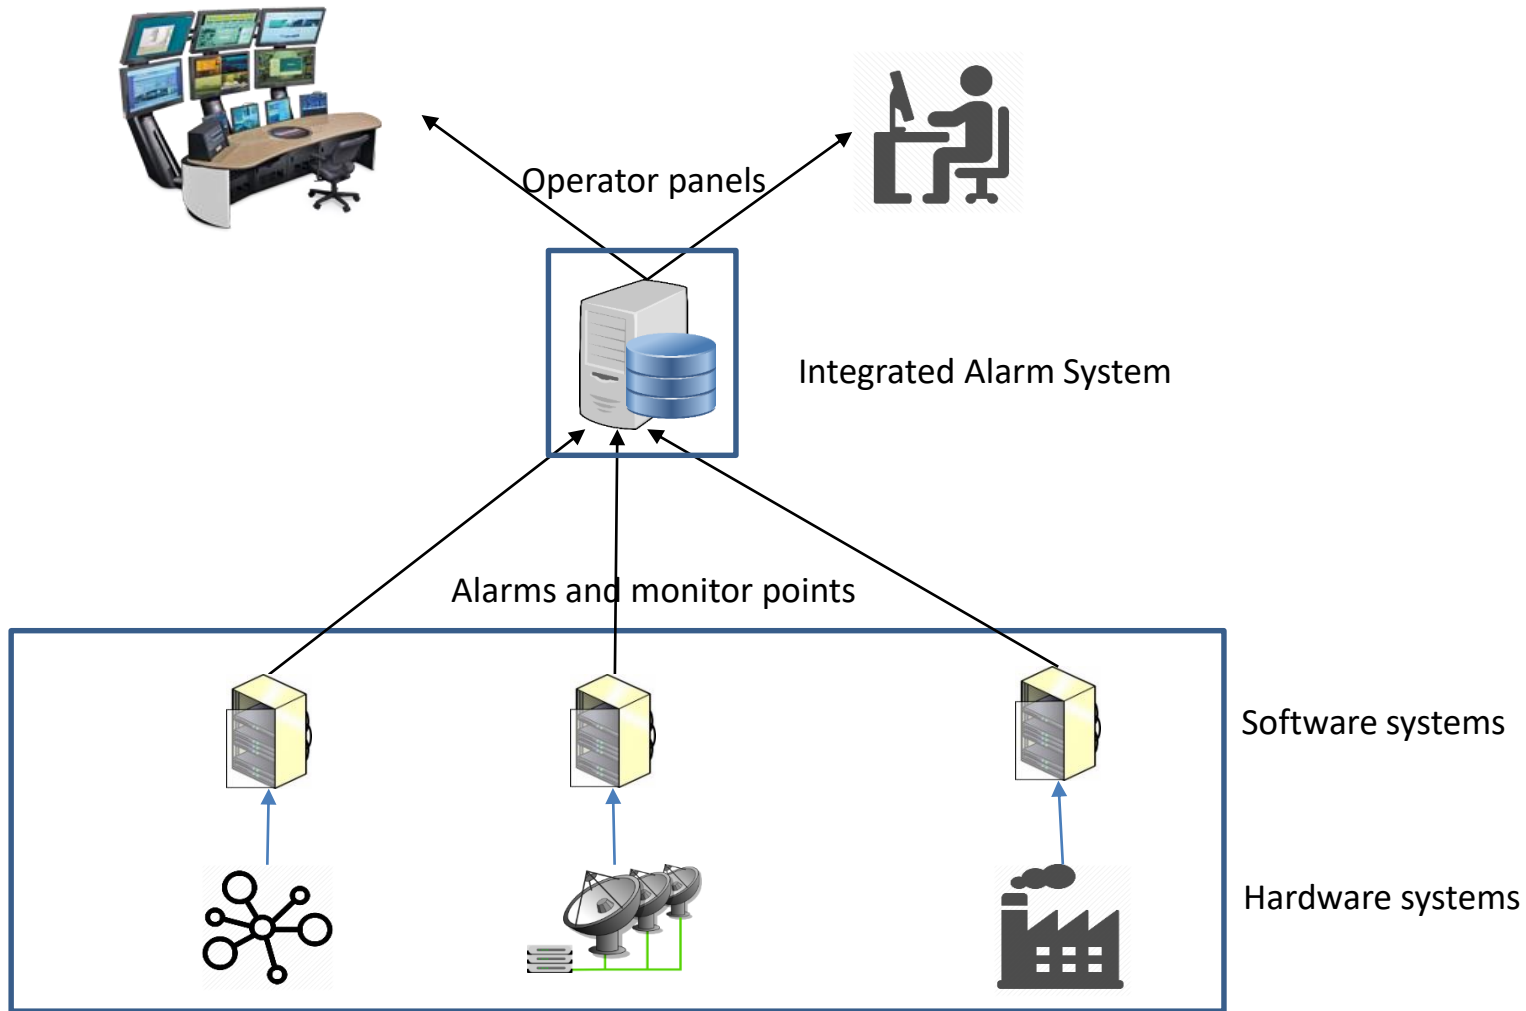 Operator panels
Integrated Alarm System
Alarms and monitor points
Software systems
Hardware systems